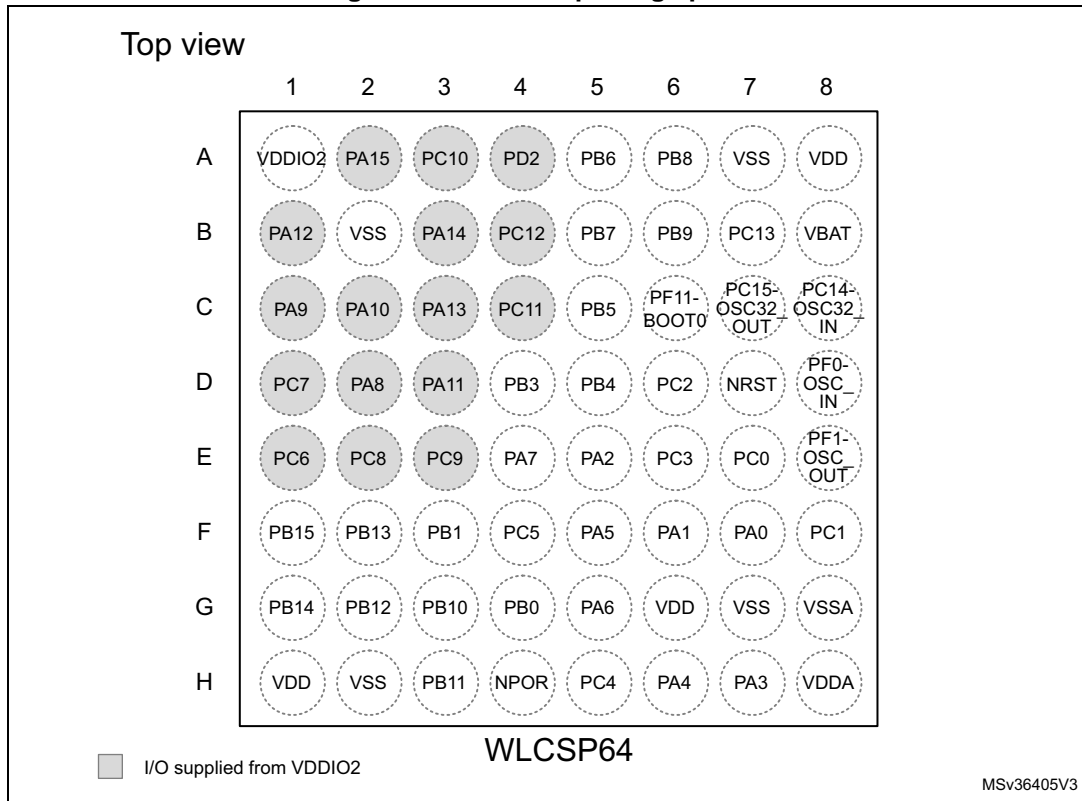 Top view
1 2 3 4 5 6 7 8
A VDDIO2 PA15 PC10 PD2 PB6 PB8 VSS VDD
B PA12 VSS PA14 PC12 PB7 PB9 PC13 VBAT
C PA9 PA10 PA13 PC11 PB5 PF11-BOOT0 PC15-OSC32_OUT PC14-OSC32_IN
D PC7 PA8 PA11 PB3 PB4 PC2 NRST PF0-OSC_IN
E PC6 PC8 PC9 PA7 PA2 PC3 PC0 PF1-OSC_OUT
F PB15 PB13 PB1 PC5 PA5 PA1 PA0 PC1
G PB14 PB12 PB10 PB0 PA6 VDD VSS VSSA
H VDD VSS PB11 NPOR PC4 PA4 PA3 VDDA
WLCSP64
I/O supplied from VDDIO2
MSv36405V3